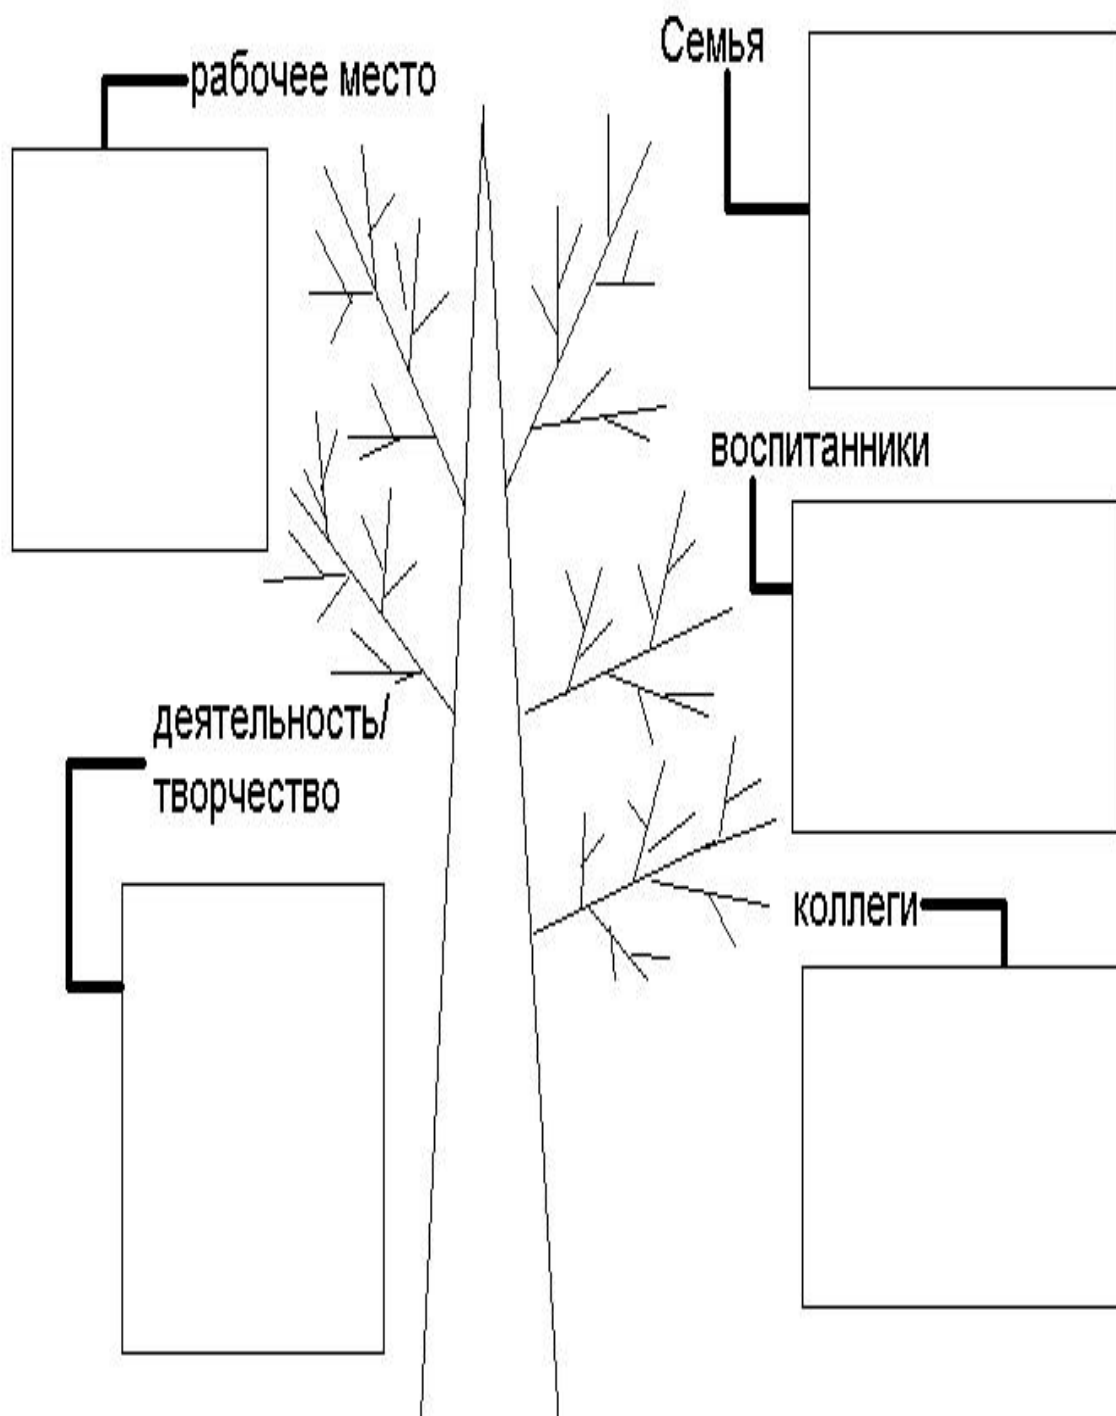 рабочее место
Семья
воспитанники
деятельность/
творчество
коллеги